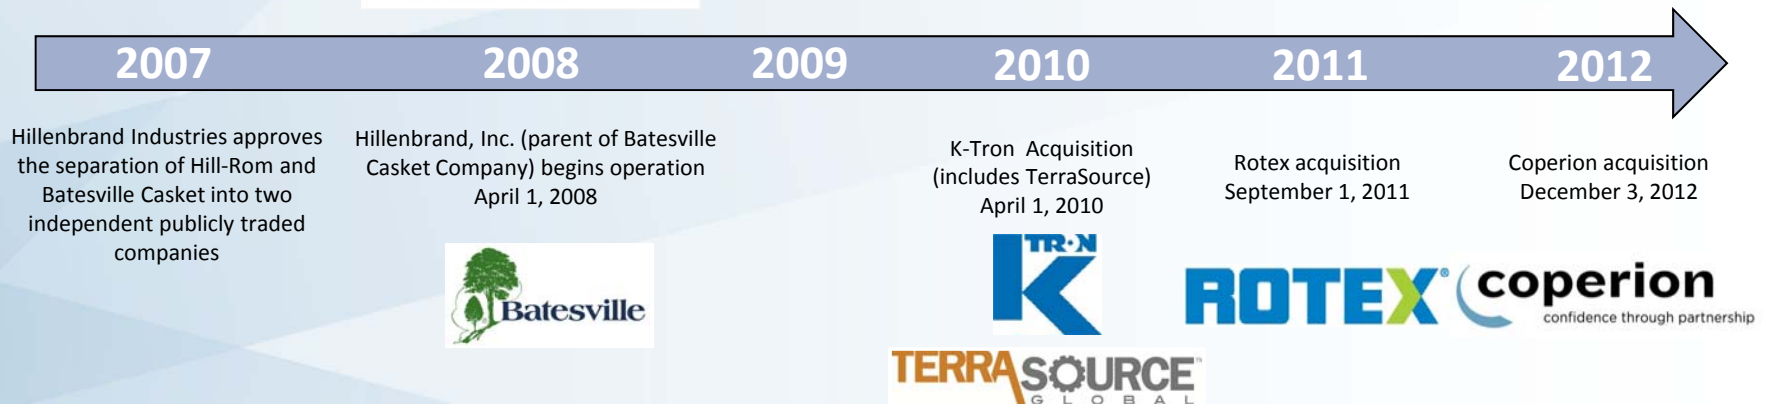 2007 2008 2009 2010 2011 2012
Hillenbrand Industries approves
the separation of Hill-Rom and
Batesville Casket into two
independent publicly traded
companies
Hillenbrand, Inc. (parent of Batesville
Casket Company) begins operation
April 1, 2008
Batesville
K-Tron Acquisition
(includes TerraSource)
April 1, 2010
K TR·N
TERRASOURCE™
GLOBAL
Rotex acquisition
September 1, 2011
ROTEX®
Coperion acquisition
December 3, 2012
coperion
confidence through partnership